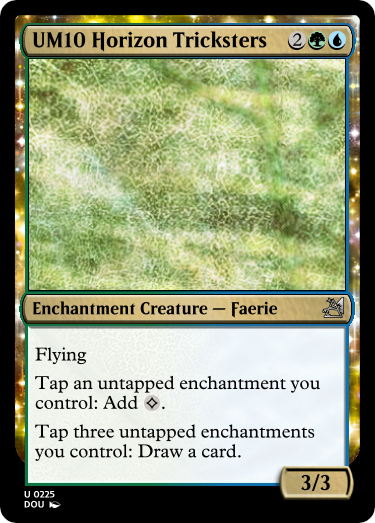 UM10 Horizon Tricksters 2
Enchantment Creature — Faerie
Flying
Tap an untapped enchantment you
control: Add .
Tap three untapped enchantments
you control: Draw a card.
3/3
U 0225
DOU